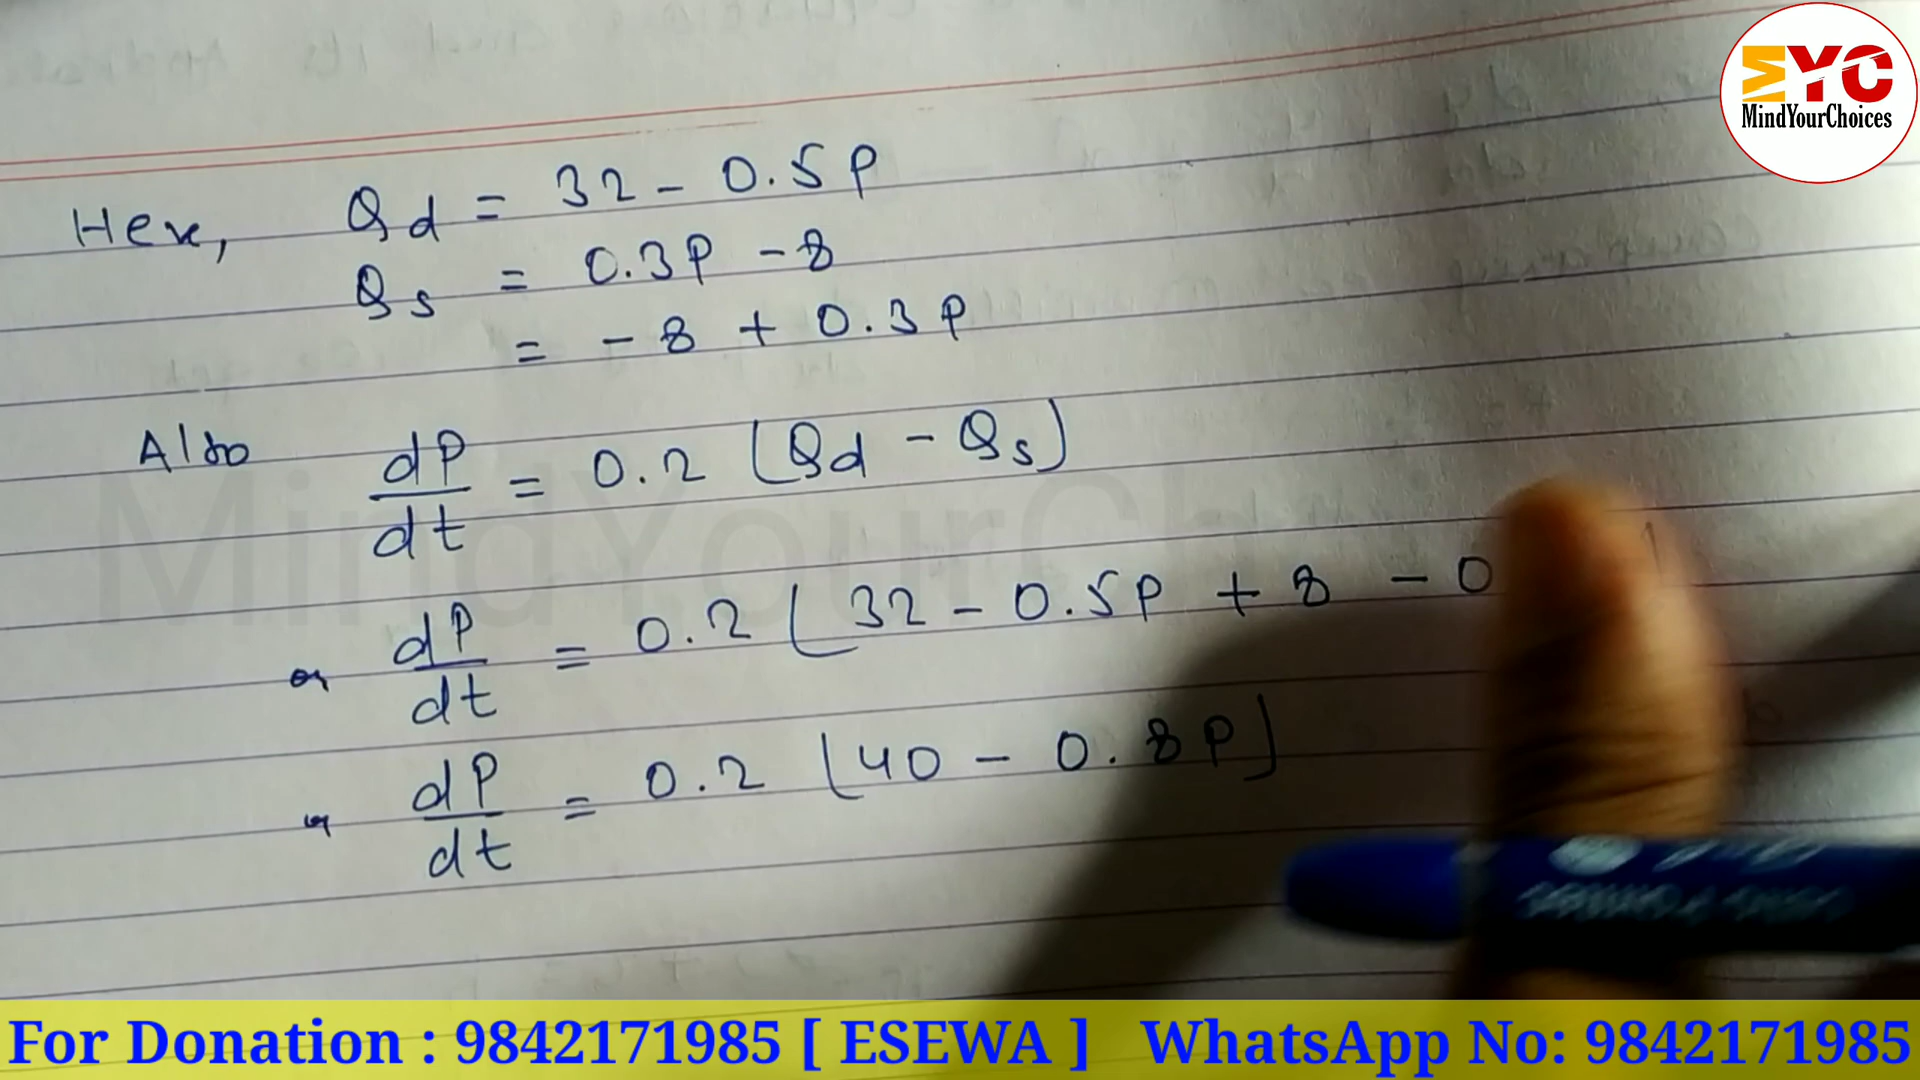 MYC
MindYourChoices
Here, Qd = 32 - 0.5P
Qs = 0.3P - 8
= - 8 + 0.3P
Also dP/dt = 0.2 (Qd - Qs)
or dP/dt = 0.2 (32 - 0.5P + 8 - 0
or dP/dt = 0.2 (40 - 0.8P)
For Donation : 9842171985 [ ESEWA ] WhatsApp No: 9842171985